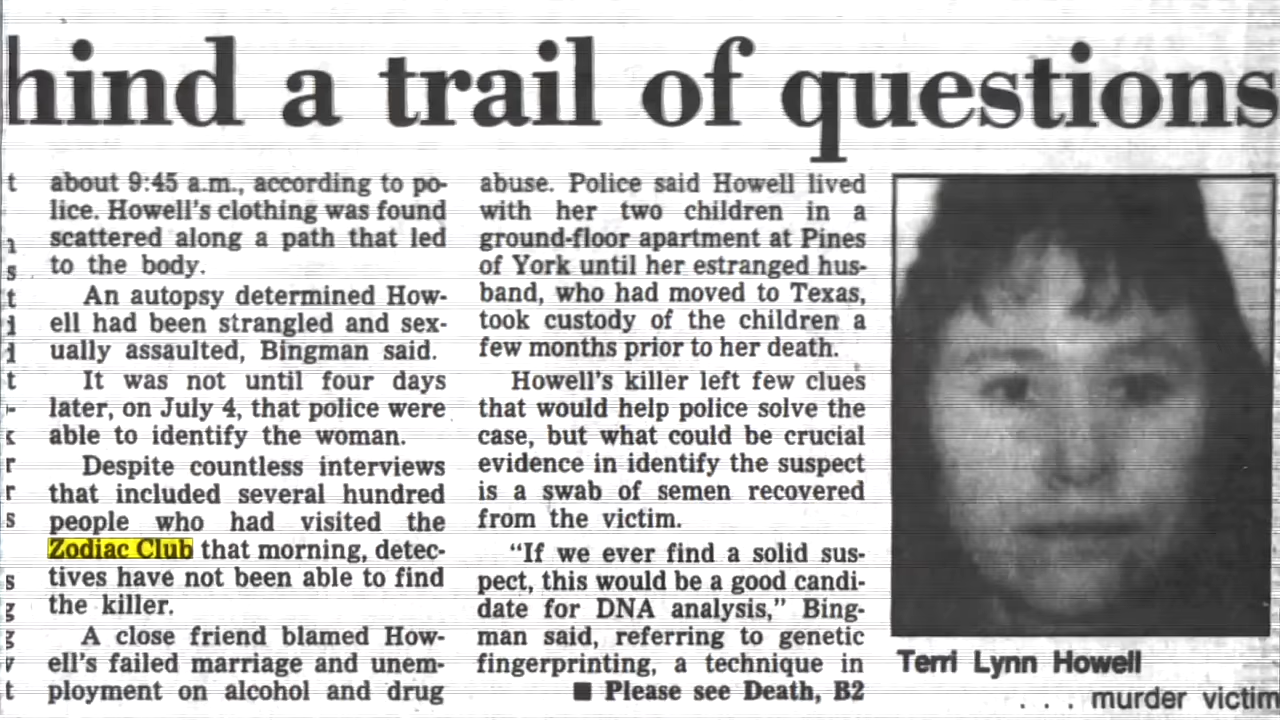 hind a trail of questions
about 9:45 a.m., according to po-
lice. Howell's clothing was found
scattered along a path that led
to the body.
An autopsy determined How-
ell had been strangled and sex-
ually assaulted, Bingman said.
It was not until four days
later, on July 4, that police were
able to identify the woman.
Despite countless interviews
that included several hundred
people who had visited the
Zodiac Club that morning, detec-
tives have not been able to find
the killer.
A close friend blamed How-
ell's failed marriage and unem-
ployment on alcohol and drug
abuse. Police said Howell lived
with her two children in a
ground-floor apartment at Pines
of York until her estranged hus-
band, who had moved to Texas,
took custody of the children a
few months prior to her death.
Howell's killer left few clues
that would help police solve the
case, but what could be crucial
evidence in identify the suspect
is a swab of semen recovered
from the victim.
"If we ever find a solid sus-
pect, this would be a good candi-
date for DNA analysis," Bing-
man said, referring to genetic
fingerprinting, a technique in
■ Please see Death, B2
Terri Lynn Howell
. . . murder victim